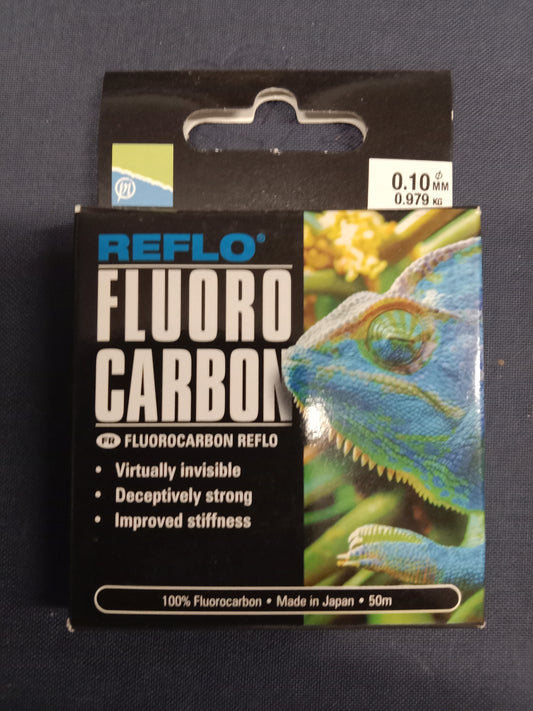 0.10 ⌀ MM
0.979 KG
REFLO®
FLUORO
CARBON
FR FLUOROCARBON REFLO
• Virtually invisible
• Deceptively strong
• Improved stiffness
100% Fluorocarbon • Made in Japan • 50m